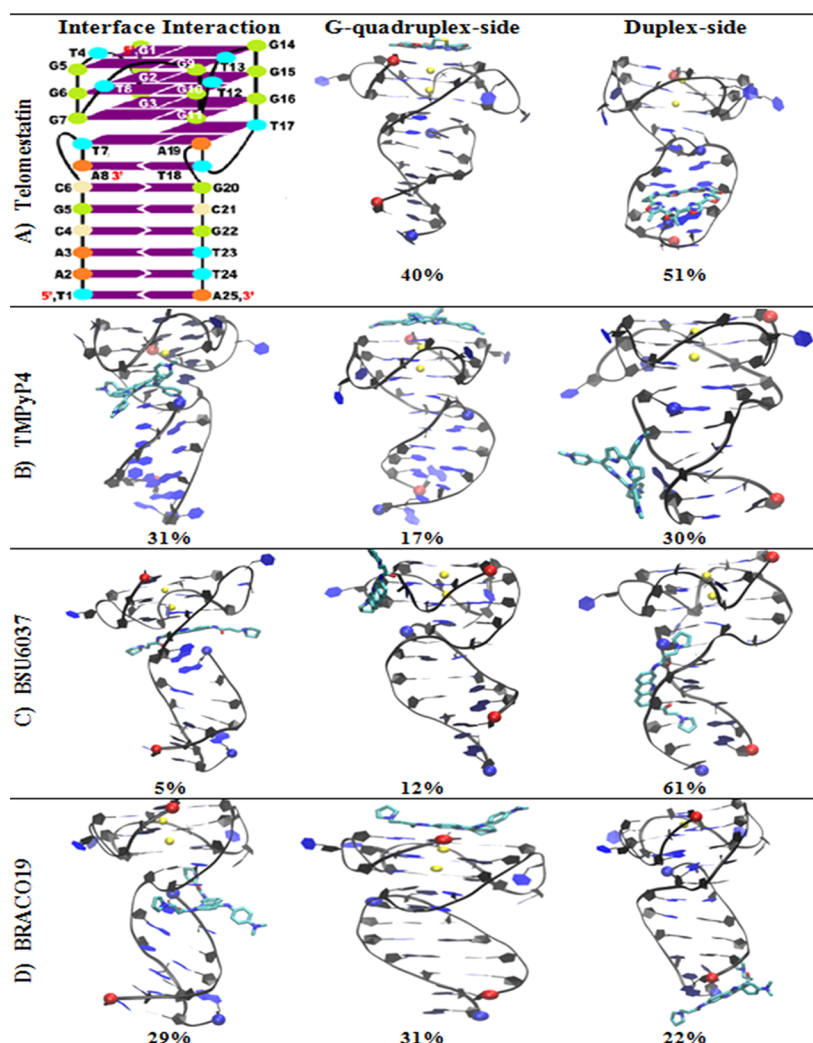 Interface Interaction G-quadruplex-side Duplex-side
A) Telomestatin
T4 5' G1 G14
G5 G9 T13
G2 G15
G6 T8 G10 T12
G3 G16
G7 G11 T17
T7 A19
A8 3' T18
C6 G20
G5 C21
C4 G22
A3 T23
A2 T24
5',T1 A25,3'
40% 51%
B) TMPyP4
31% 17% 30%
C) BSU6037
5% 12% 61%
D) BRACO19
29% 31% 22%